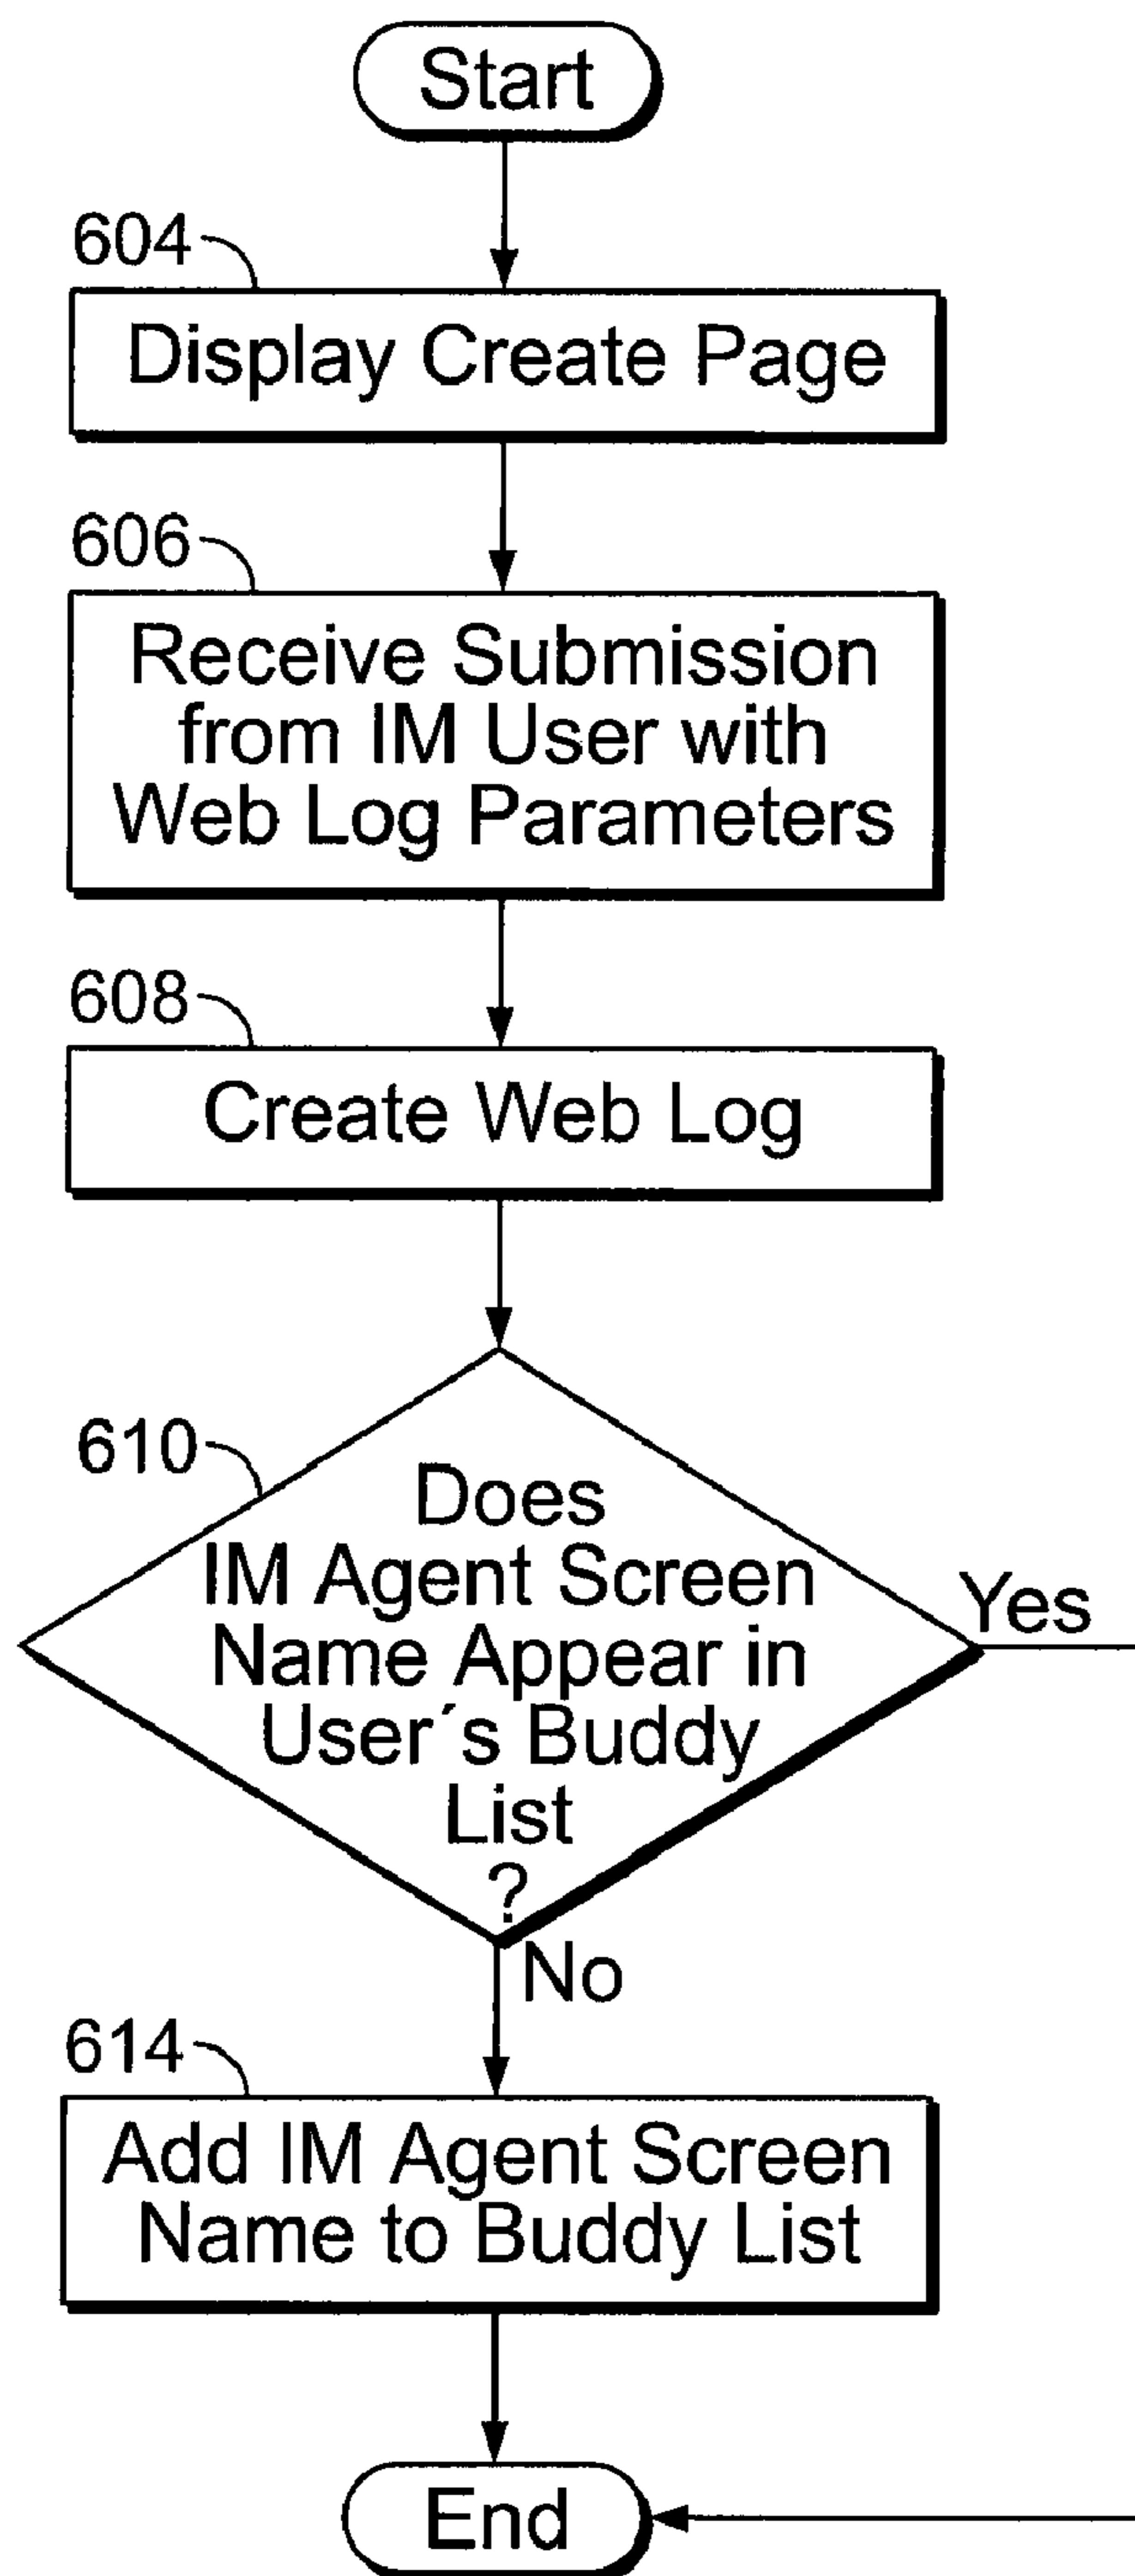 Start
604
Display Create Page
606
Receive Submission
from IM User with
Web Log Parameters
608
Create Web Log
610
Does
IM Agent Screen
Name Appear in
User´s Buddy
List
?
Yes
No
614
Add IM Agent Screen
Name to Buddy List
End